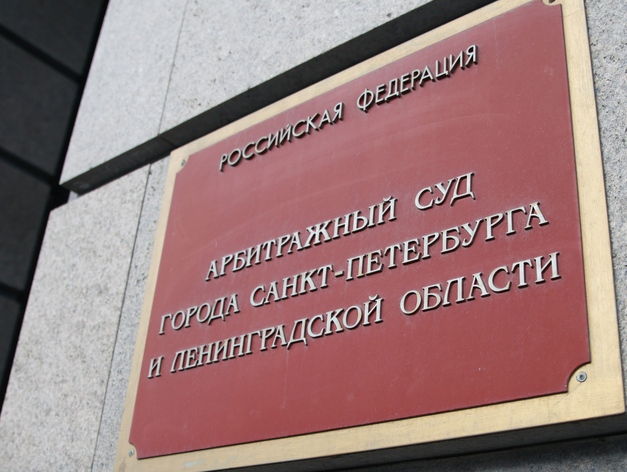 РОССИЙСКАЯ ФЕДЕРАЦИЯ
АРБИТРАЖНЫЙ СУД
ГОРОДА САНКТ-ПЕТЕРБУРГА
И ЛЕНИНГРАДСКОЙ ОБЛАСТИ